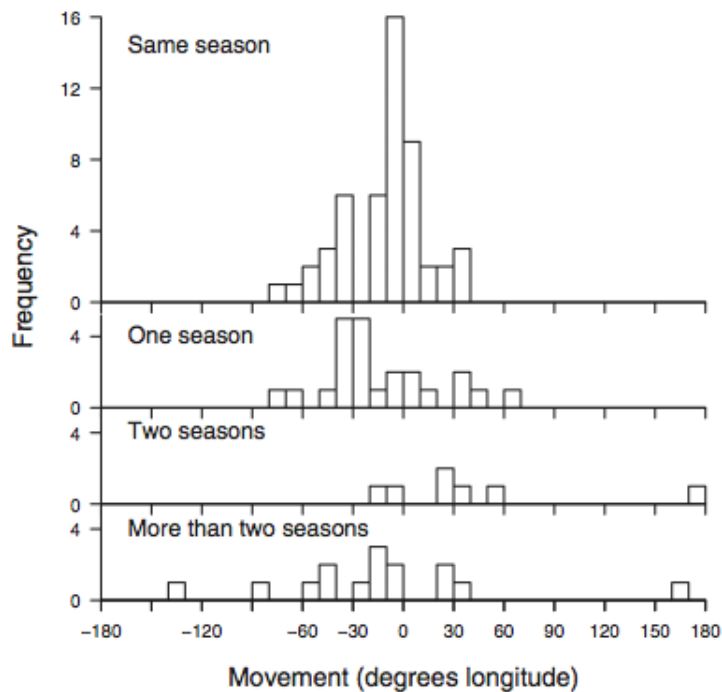 Same season
16
12
8
4
0
Frequency
One season
4
0
Two seasons
4
0
More than two seasons
4
0
−180 −120 −60 −30 0 30 60 90 120 150 180
Movement (degrees longitude)